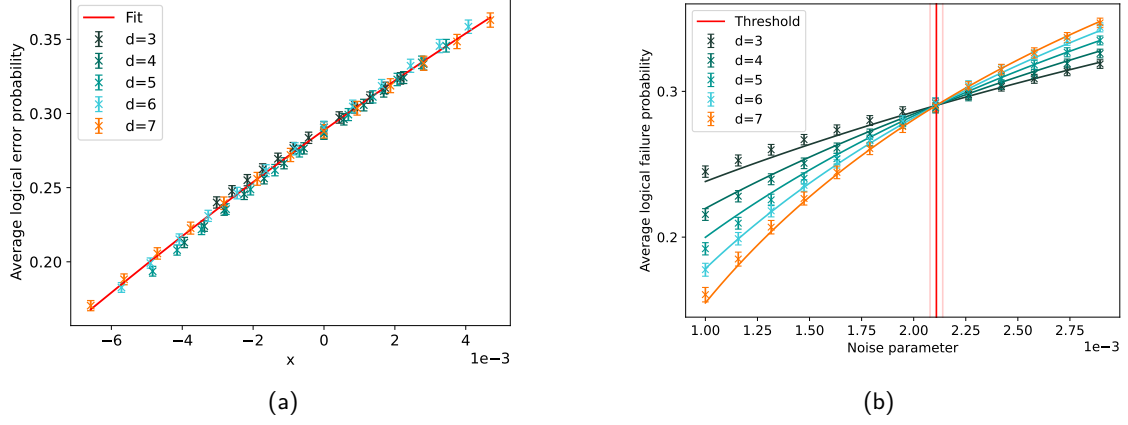 Average logical error probability
0.35
0.30
0.25
0.20
Fit
d=3
d=4
d=5
d=6
d=7
−6
−4
−2
0
2
4
1e−3
x
(a)
Average logical failure probability
0.3
0.2
Threshold
d=3
d=4
d=5
d=6
d=7
1.00
1.25
1.50
1.75
2.00
2.25
2.50
2.75
1e−3
Noise parameter
(b)